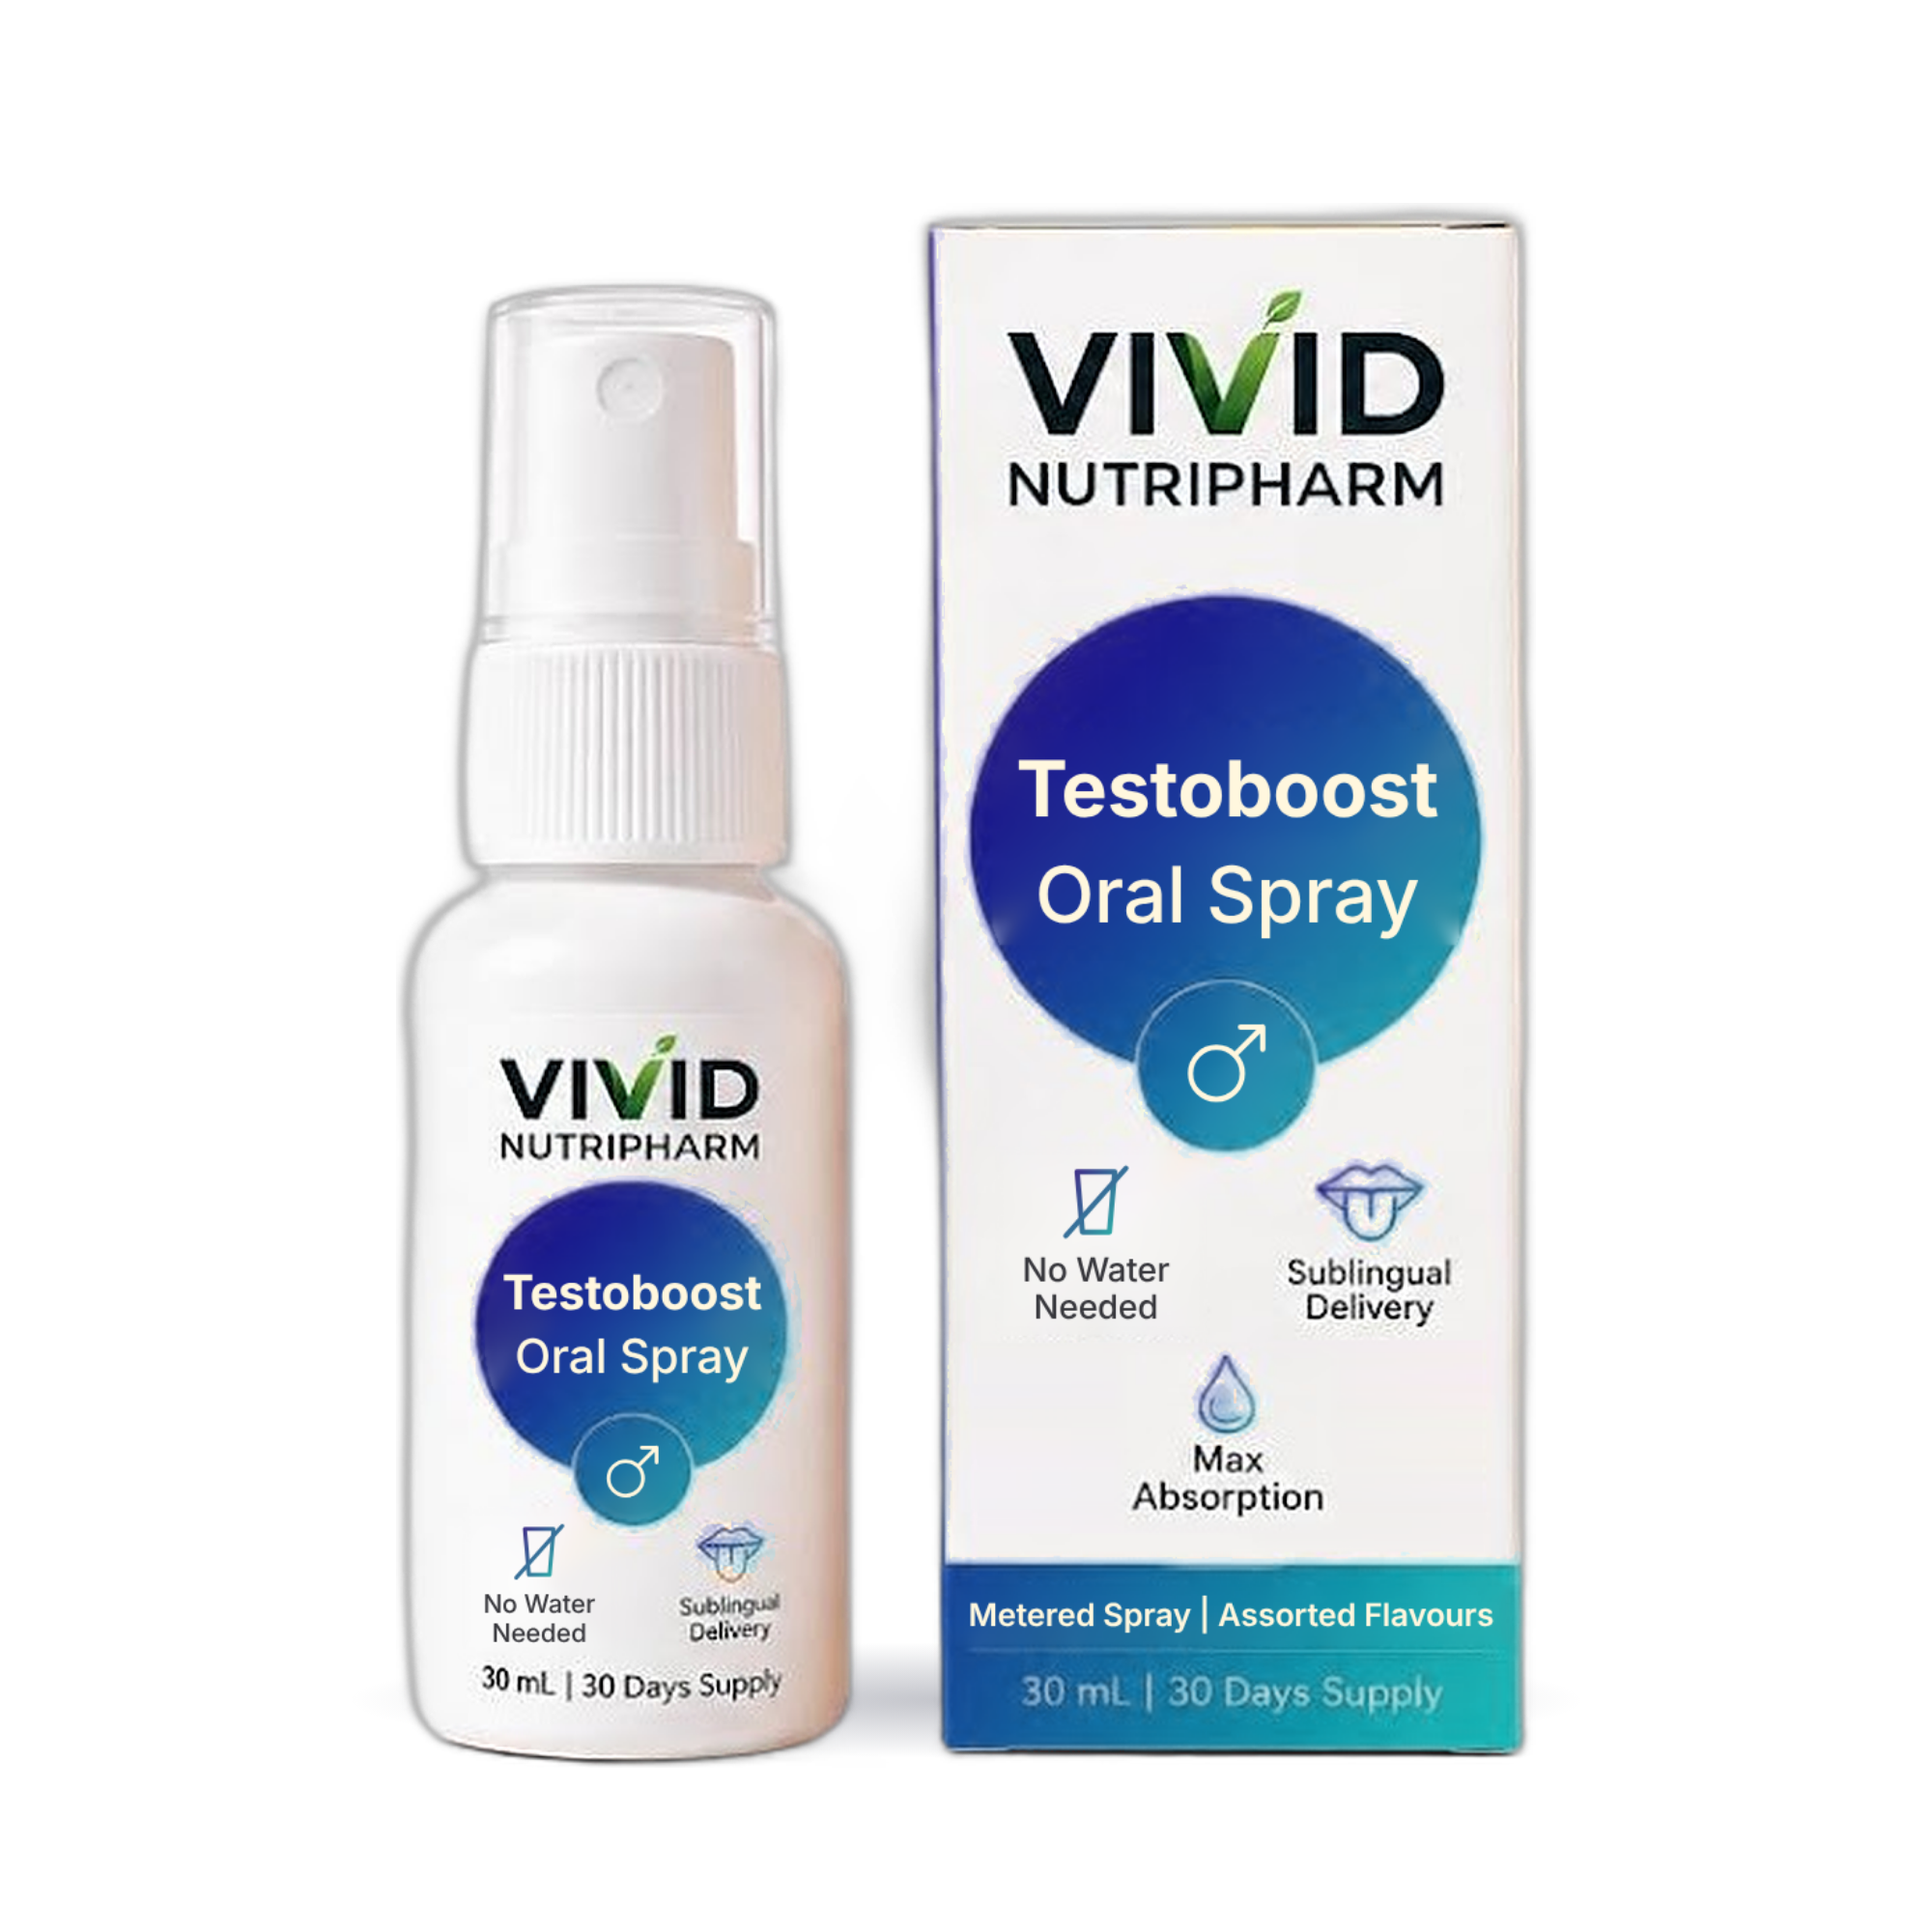 VIVID
NUTRIPHARM
Testoboost
Oral Spray
No Water
Needed
Sublingual
Delivery
30 mL | 30 Days Supply
VIVID
NUTRIPHARM
Testoboost
Oral Spray
No Water
Needed
Sublingual
Delivery
Max
Absorption
Metered Spray | Assorted Flavours
30 mL | 30 Days Supply